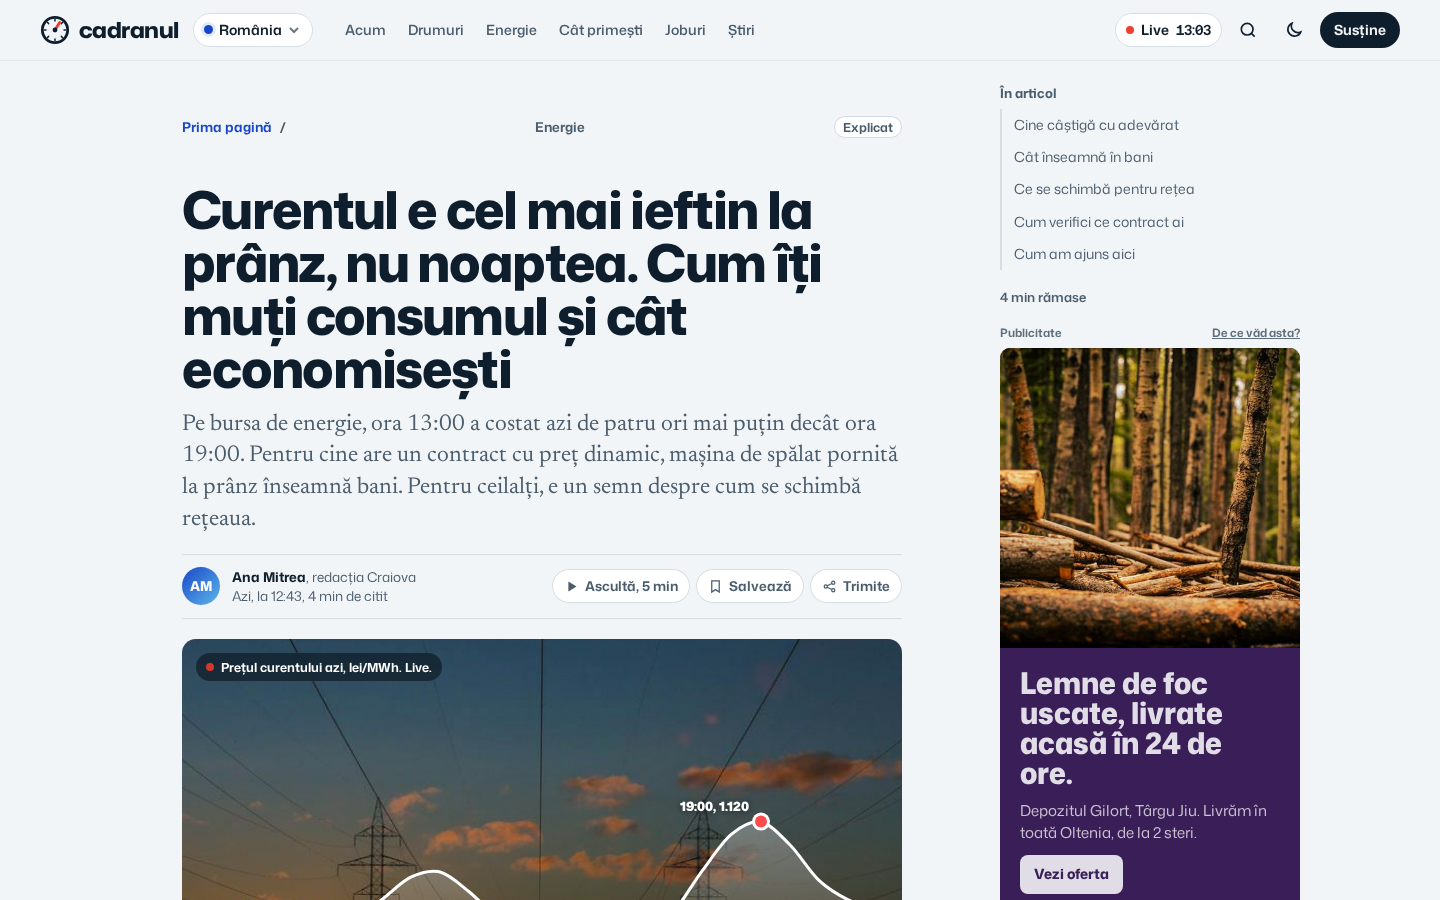 cadranul
România
Acum
Drumuri
Energie
Cât primești
Joburi
Știri
Live 13:03
Susține
Prima pagină /
Energie
Explicat
Curentul e cel mai ieftin la
prânz, nu noaptea. Cum îți
muți consumul și cât
economisești
Pe bursa de energie, ora 13:00 a costat azi de patru ori mai puțin decât ora
19:00. Pentru cine are un contract cu preț dinamic, mașina de spălat pornită
la prânz înseamnă bani. Pentru ceilalți, e un semn despre cum se schimbă
rețeaua.
AM
Ana Mitrea, redacția Craiova
Azi, la 12:43, 4 min de citit
Ascultă, 5 min
Salvează
Trimite
Prețul curentului azi, lei/MWh. Live.
19:00, 1.120
În articol
Cine câștigă cu adevărat
Cât înseamnă în bani
Ce se schimbă pentru rețea
Cum verifici ce contract ai
Cum am ajuns aici
4 min rămase
Publicitate
De ce văd asta?
Lemne de foc
uscate, livrate
acasă în 24 de
ore.
Depozitul Gilort, Târgu Jiu. Livrăm în
toată Oltenia, de la 2 steri.
Vezi oferta